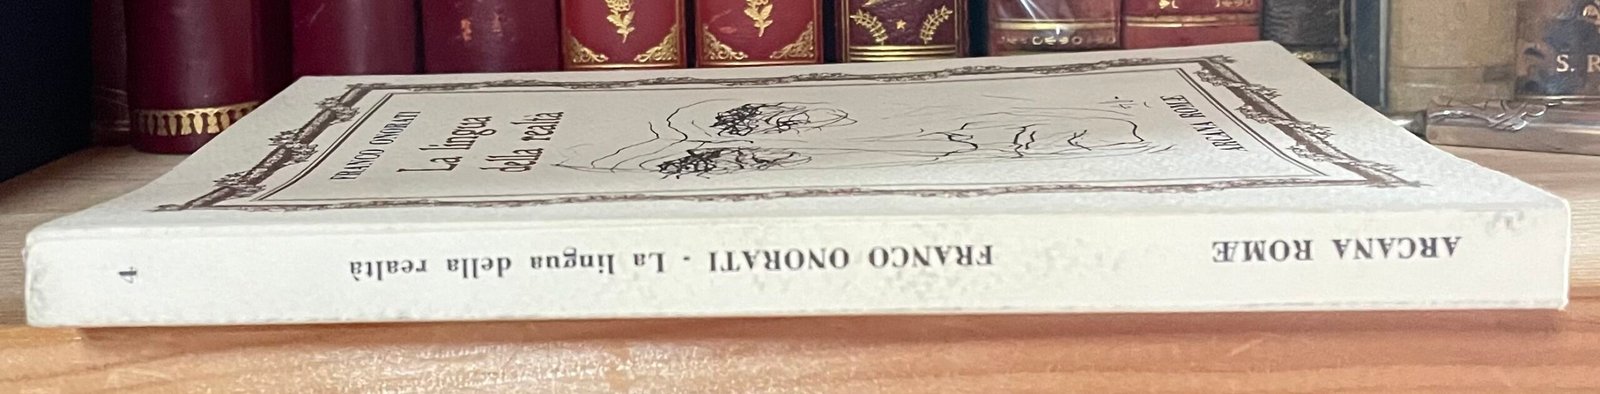 FRANCO ONORATI
La lingua
della realtà
ARCANA ROMÆ
ARCANA ROMÆ
FRANCO ONORATI - La lingua della realtà
4
S. R